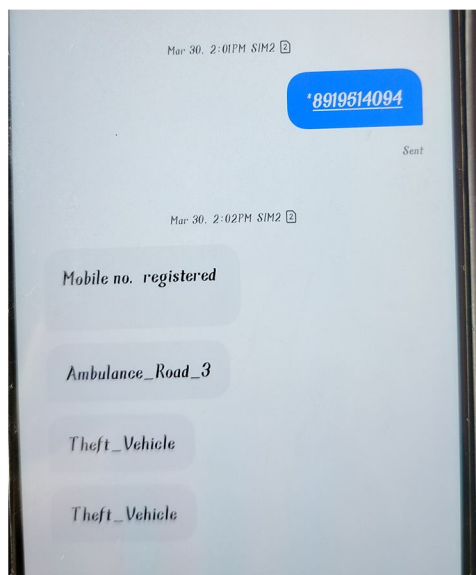 Mar 30, 2:01PM SIM2 2
*8919514094
Sent
Mar 30, 2:02PM SIM2 2
Mobile no. registered
Ambulance_Road_3
Theft_Vehicle
Theft_Vehicle